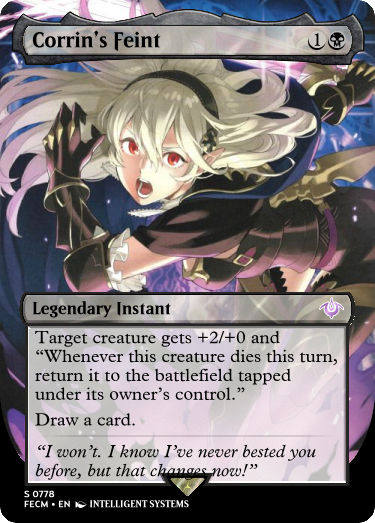 Corrin's Feint 1
Legendary Instant
Target creature gets +2/+0 and
“Whenever this creature dies this turn,
return it to the battlefield tapped
under its owner's control.”
Draw a card.
“I won't. I know I've never bested you
before, but that changes now!”
S 0778
FECM • EN INTELLIGENT SYSTEMS